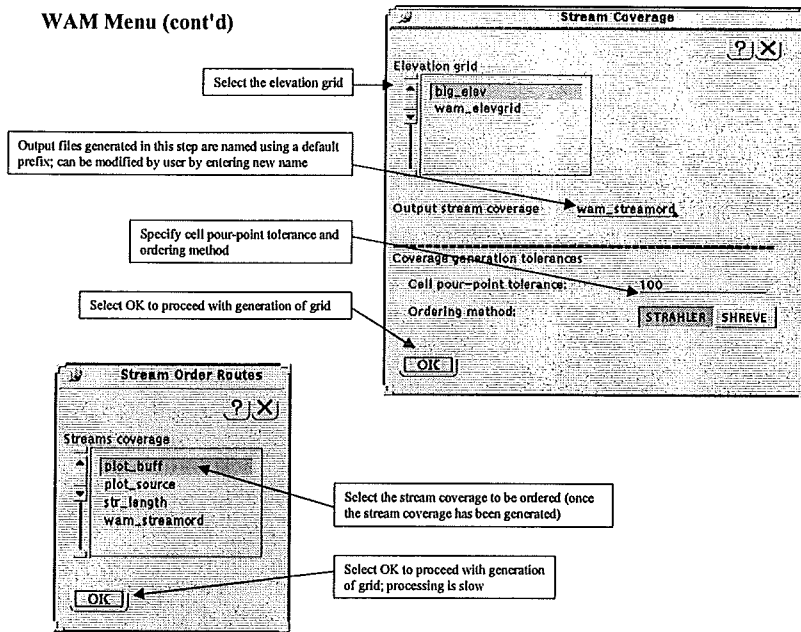 WAM Menu (cont'd)
Stream Coverage
Elevation grid
Select the elevation grid
big_elev
wam_elevgrid
Output files generated in this step are named using a default
prefix; can be modified by user by entering new name
Output stream coverage wam_streamord
Specify cell pour-point tolerance and
ordering method
Coverage generation tolerances
Cell pour-point tolerance: 100
Select OK to proceed with generation of grid
Ordering method: STRAHLER SHREVE
OK
Stream Order Routes
Streams coverage
plot_buff
plot_source
str_length
wam_streamord
Select the stream coverage to be ordered (once
the stream coverage has been generated)
Select OK to proceed with generation
of grid; processing is slow
OK